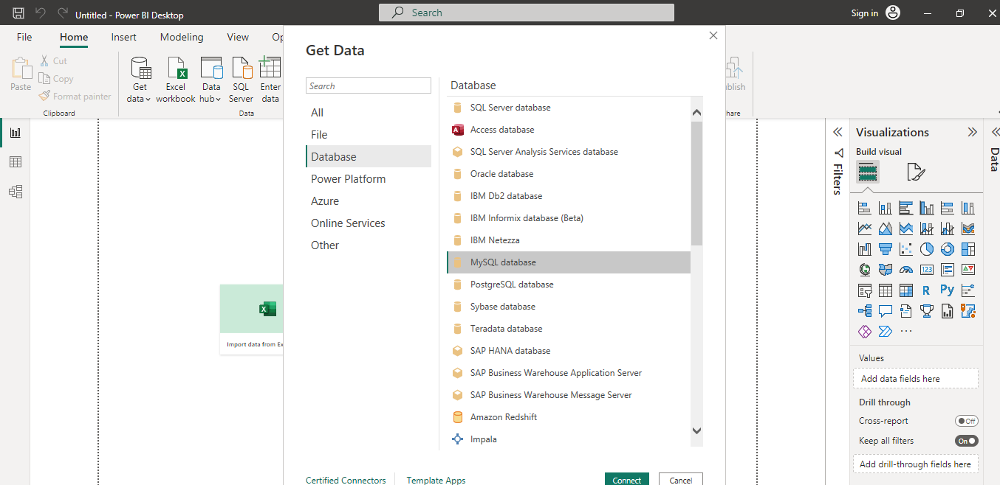 Untitled - Power BI Desktop
Search
Sign in
File
Home
Insert
Modeling
View
Op
Paste
Cut
Copy
Format painter
Clipboard
Get data
Excel workbook
Data hub
SQL Server
Enter data
Data
blish
hare
Get Data
Search
All
File
Database
Power Platform
Azure
Online Services
Other
Database
SQL Server database
Access database
SQL Server Analysis Services database
Oracle database
IBM Db2 database
IBM Informix database (Beta)
IBM Netezza
MySQL database
PostgreSQL database
Sybase database
Teradata database
SAP HANA database
SAP Business Warehouse Application Server
SAP Business Warehouse Message Server
Amazon Redshift
Impala
Certified Connectors
Template Apps
Connect
Cancel
Import data from Ex
Filters
Visualizations
Build visual
123
R
Py
Values
Add data fields here
Drill through
Cross-report
Off
Keep all filters
On
Add drill-through fields here
Data